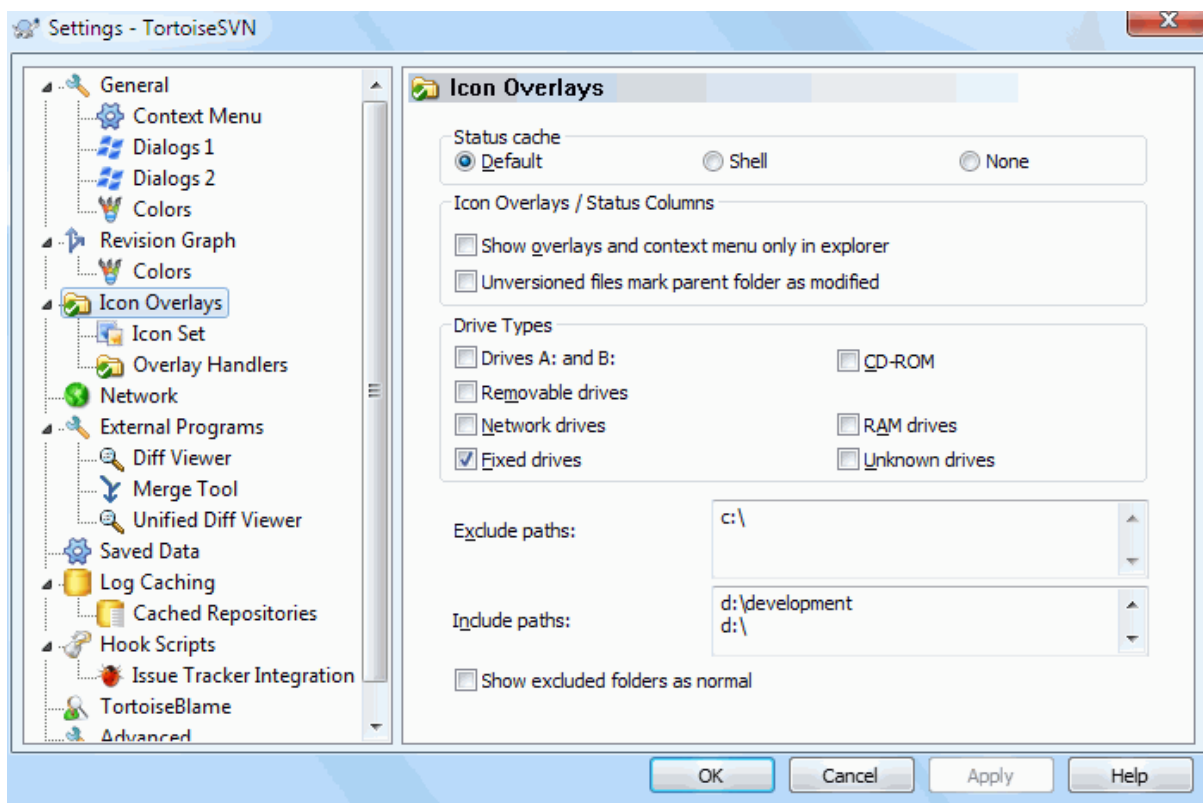 Settings - TortoiseSVN
General
Context Menu
Dialogs 1
Dialogs 2
Colors
Revision Graph
Colors
Icon Overlays
Icon Set
Overlay Handlers
Network
External Programs
Diff Viewer
Merge Tool
Unified Diff Viewer
Saved Data
Log Caching
Cached Repositories
Hook Scripts
Issue Tracker Integration
TortoiseBlame
Advanced
Icon Overlays
Status cache
Default Shell None
Icon Overlays / Status Columns
Show overlays and context menu only in explorer
Unversioned files mark parent folder as modified
Drive Types
Drives A: and B: CD-ROM
Removable drives
Network drives RAM drives
Fixed drives Unknown drives
Exclude paths: c:\
Include paths: d:\development
d:\
Show excluded folders as normal
OK Cancel Apply Help